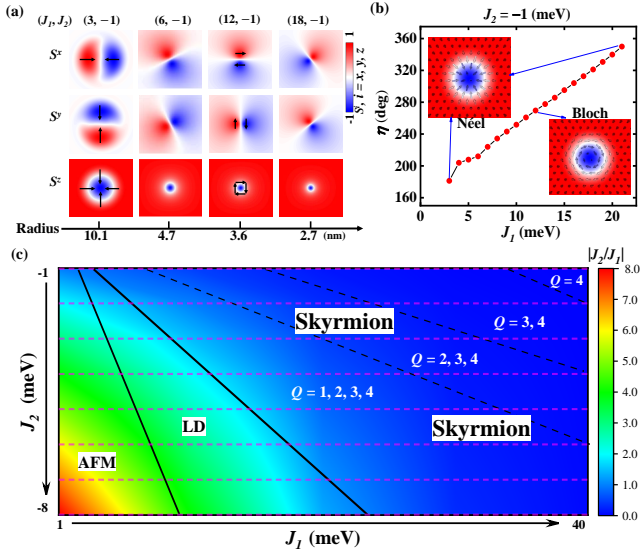 (a)
(J₁, J₂) (3, −1) (6, −1) (12, −1) (18, −1)
Sˣ
Sʸ
Sᶻ
1
Sⁱ, i = x, y, z
-1
Radius
10.1 4.7 3.6 2.7 (nm)
(b)
J₂ = −1 (meV)
360
320
280
240
200
160
η (deg)
Néel
Bloch
0 5 10 15 20
J₁ (meV)
(c)
|J₂/J₁|
-1
J₂ (meV)
-8
Q = 4
Skyrmion
Q = 3, 4
Q = 2, 3, 4
Q = 1, 2, 3, 4
LD
Skyrmion
AFM
8.0
7.0
6.0
5.0
4.0
3.0
2.0
1.0
0.0
1 J₁ (meV) 40